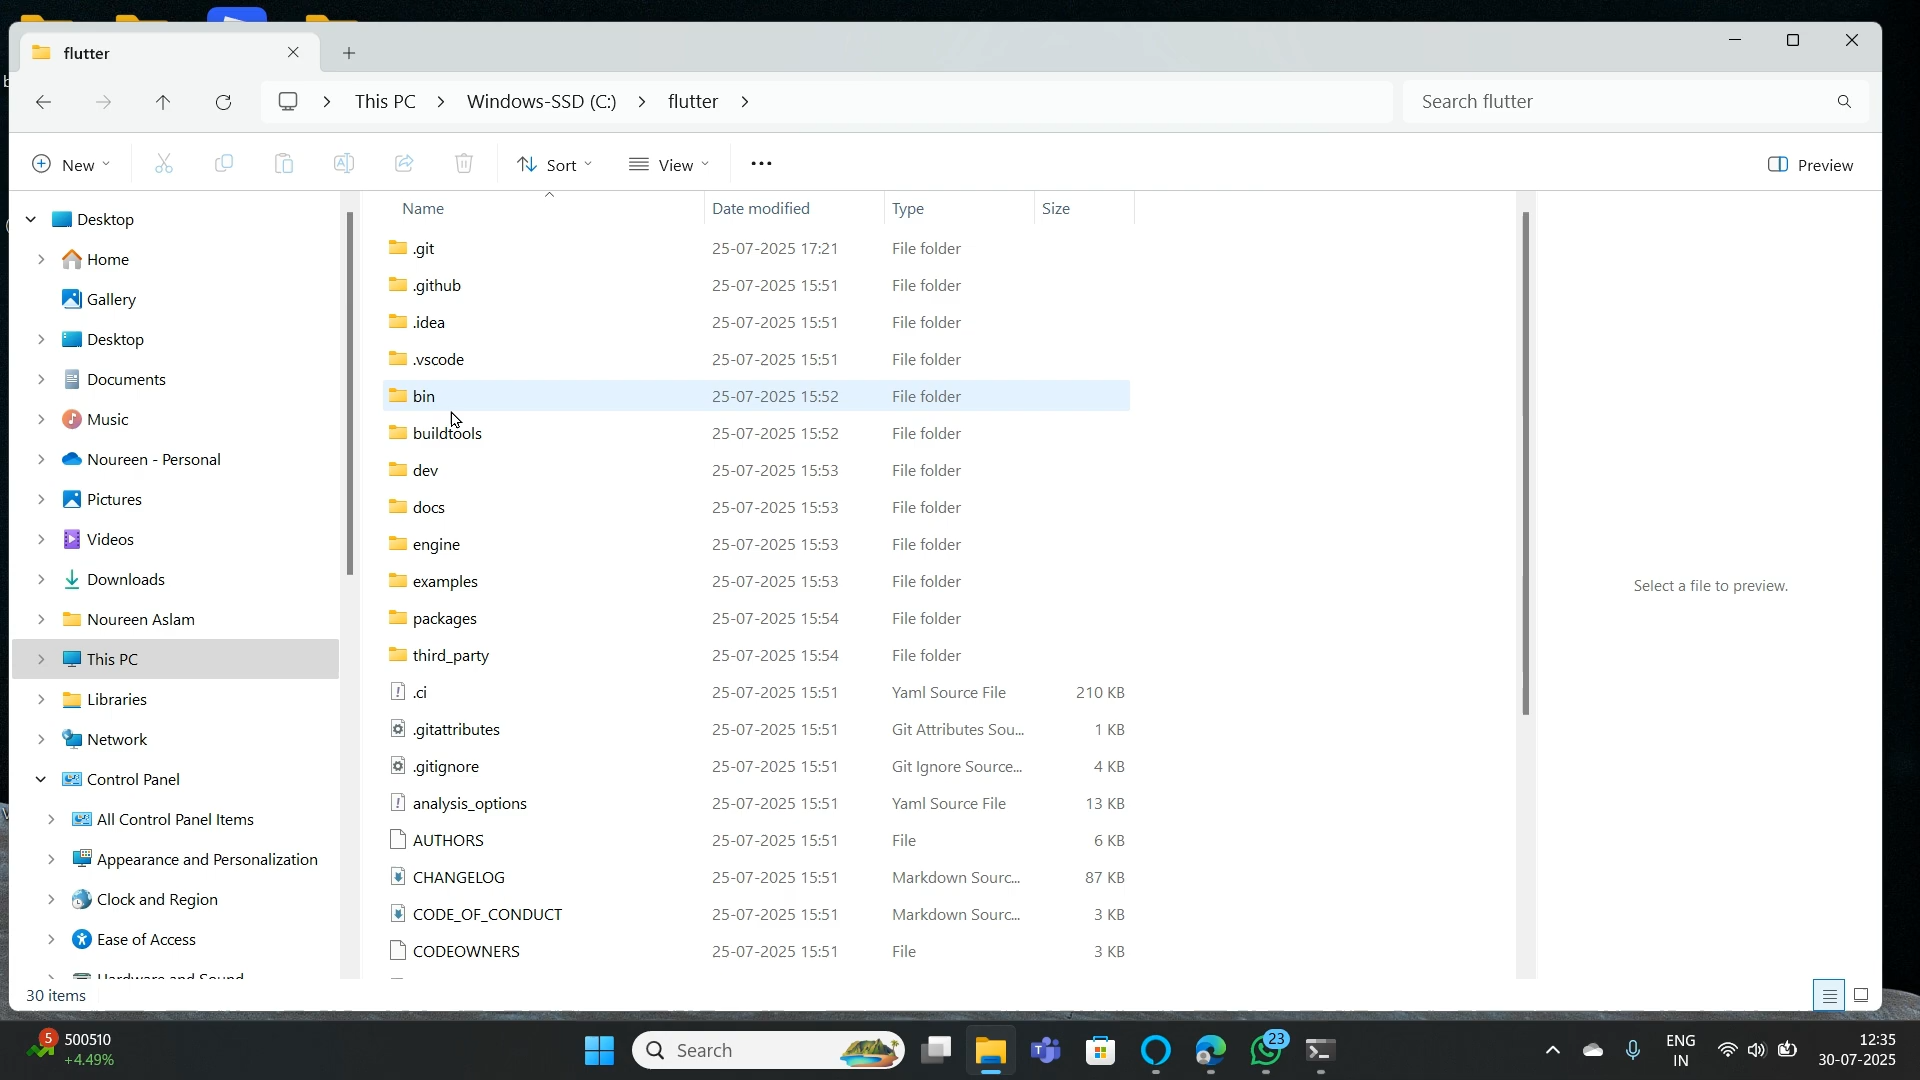 flutter
This PC > Windows-SSD (C:) > flutter >
Search flutter
New
Sort
View
Preview
Desktop
Home
Gallery
Desktop
Documents
Music
Noureen - Personal
Pictures
Videos
Downloads
Noureen Aslam
This PC
Libraries
Network
Control Panel
All Control Panel Items
Appearance and Personalization
Clock and Region
Ease of Access
Hardware and Sound
Name Date modified Type Size
.git 25-07-2025 17:21 File folder
.github 25-07-2025 15:51 File folder
.idea 25-07-2025 15:51 File folder
.vscode 25-07-2025 15:51 File folder
bin 25-07-2025 15:52 File folder
buildtools 25-07-2025 15:52 File folder
dev 25-07-2025 15:53 File folder
docs 25-07-2025 15:53 File folder
engine 25-07-2025 15:53 File folder
examples 25-07-2025 15:53 File folder
packages 25-07-2025 15:54 File folder
third_party 25-07-2025 15:54 File folder
.ci 25-07-2025 15:51 Yaml Source File 210 KB
.gitattributes 25-07-2025 15:51 Git Attributes Sou... 1 KB
.gitignore 25-07-2025 15:51 Git Ignore Source... 4 KB
analysis_options 25-07-2025 15:51 Yaml Source File 13 KB
AUTHORS 25-07-2025 15:51 File 6 KB
CHANGELOG 25-07-2025 15:51 Markdown Sourc... 87 KB
CODE_OF_CONDUCT 25-07-2025 15:51 Markdown Sourc... 3 KB
CODEOWNERS 25-07-2025 15:51 File 3 KB
Select a file to preview.
30 items
5
500510
+4.49%
Search
23
ENG
IN
12:35
30-07-2025